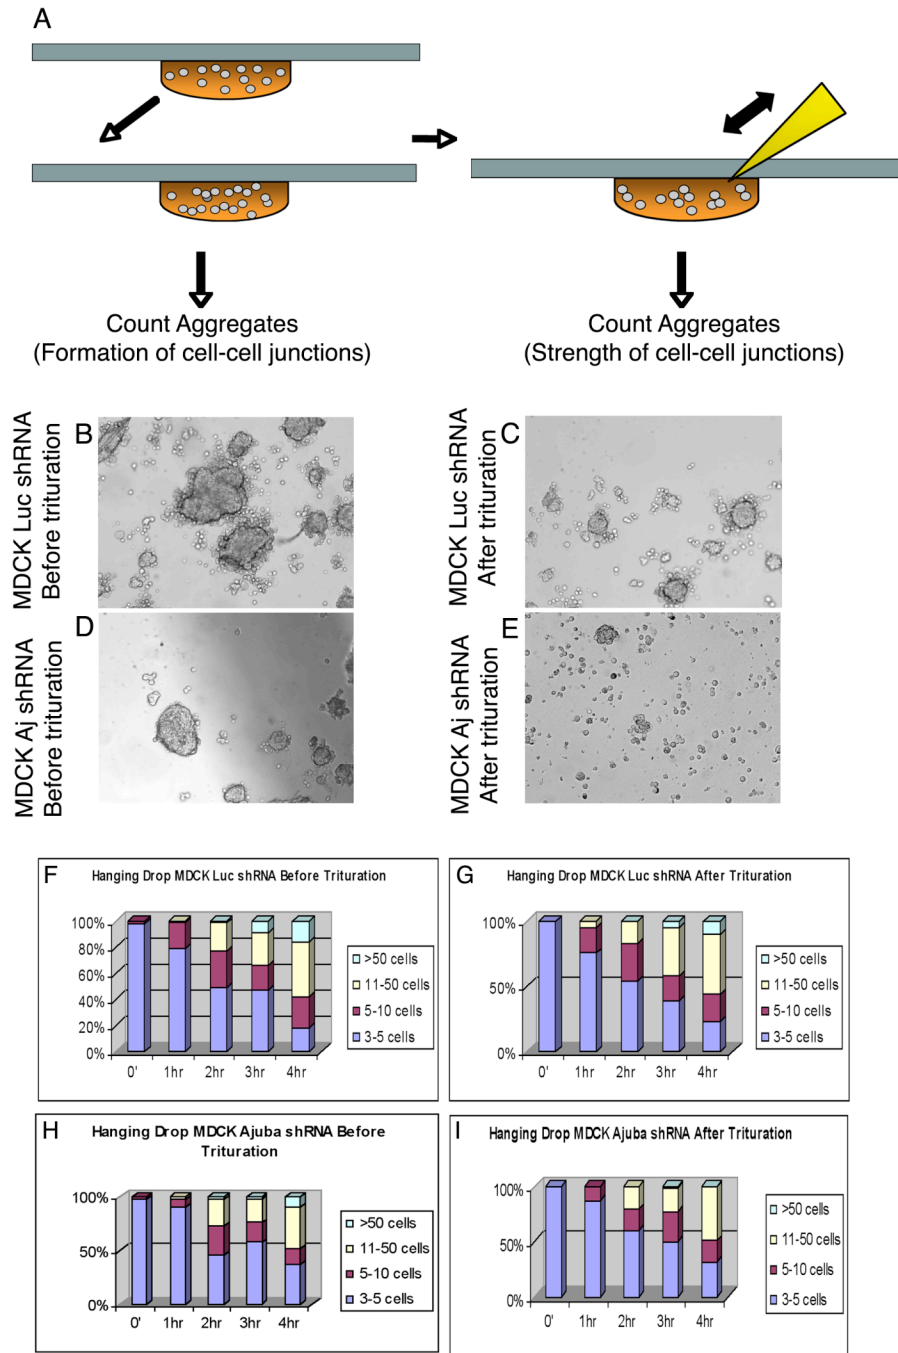 A
Count Aggregates
(Formation of cell-cell junctions)
Count Aggregates
(Strength of cell-cell junctions)
MDCK Luc shRNA
Before trituration
B
MDCK Luc shRNA
After trituration
C
MDCK Aj shRNA
Before trituration
D
MDCK Aj shRNA
After trituration
E
F
Hanging Drop MDCK Luc shRNA Before Trituration
100%
80%
60%
40%
20%
0%
0' 1hr 2hr 3hr 4hr
>50 cells
11-50 cells
5-10 cells
3-5 cells
G
Hanging Drop MDCK Luc shRNA After Trituration
100%
50%
0%
0' 1hr 2hr 3hr 4hr
>50 cells
11-50 cells
5-10 cells
3-5 cells
H
Hanging Drop MDCK Ajuba shRNA Before
Trituration
100%
50%
0%
0' 1hr 2hr 3hr 4hr
>50 cells
11-50 cells
5-10 cells
3-5 cells
I
Hanging Drop MDCK Ajuba shRNA After Trituration
100%
50%
0%
0' 1hr 2hr 3hr 4hr
>50 cells
11-50 cells
5-10 cells
3-5 cells